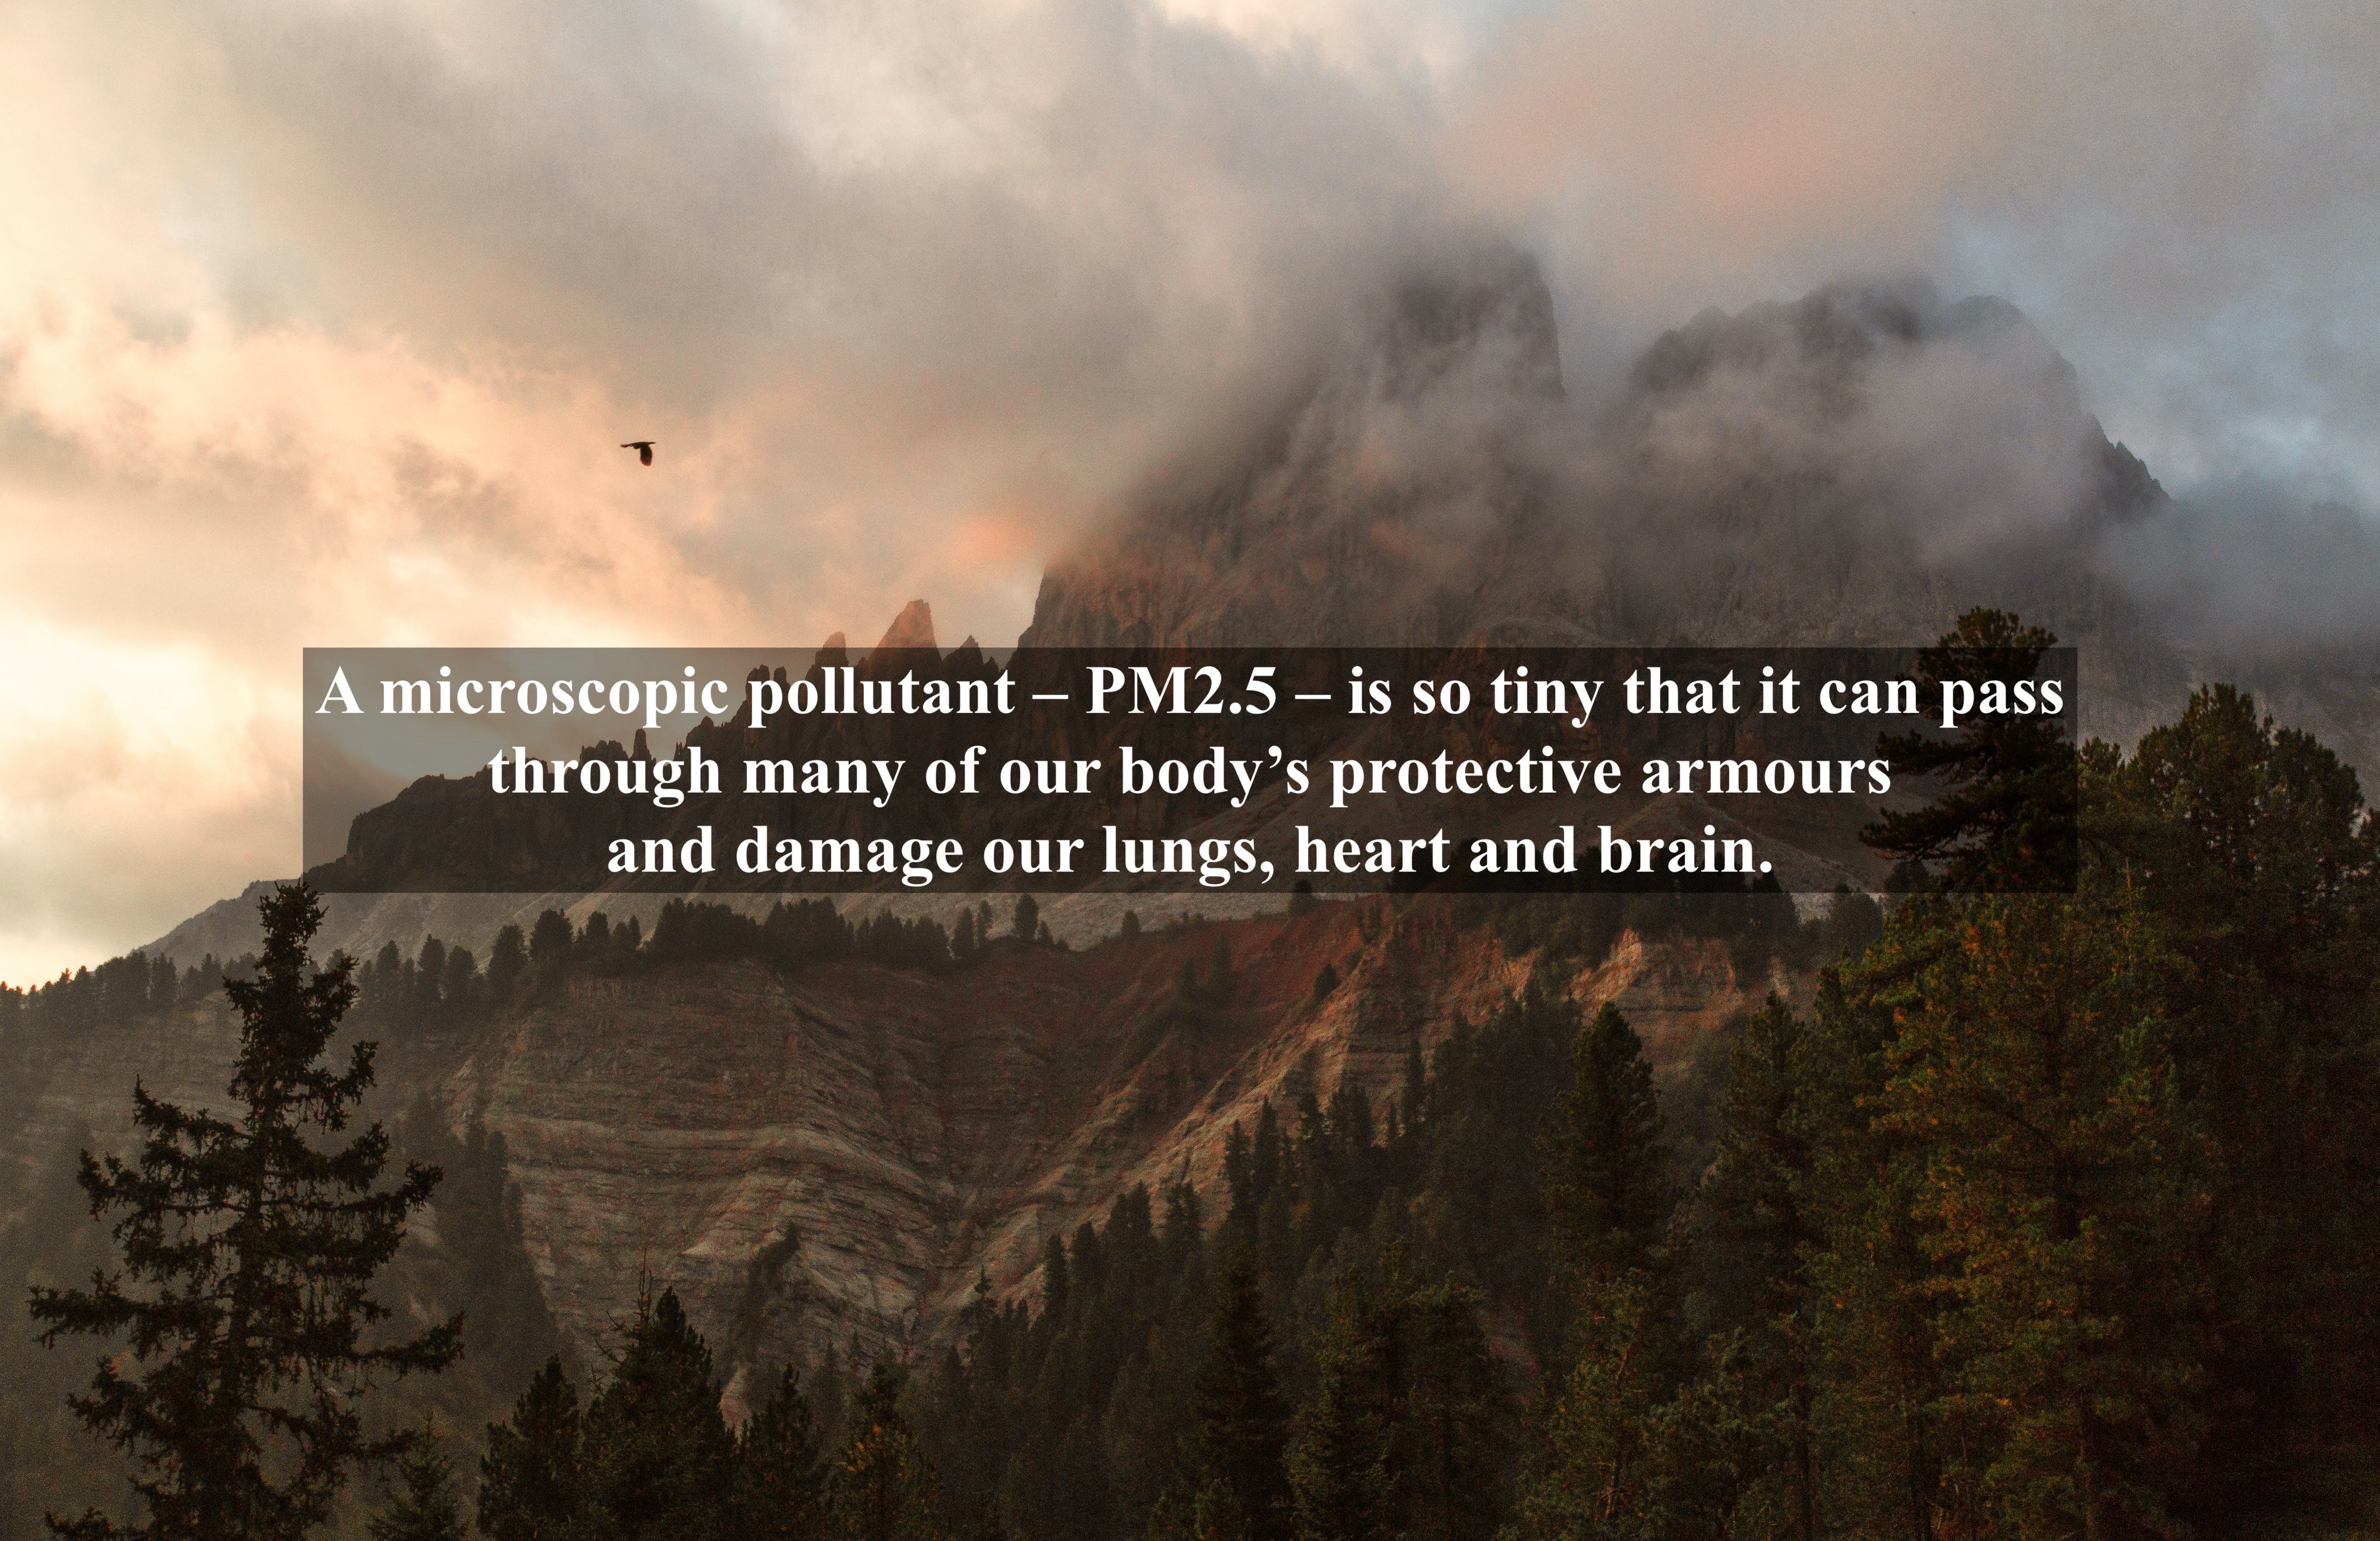 A microscopic pollutant – PM2.5 – is so tiny that it can pass
through many of our body’s protective armours
and damage our lungs, heart and brain.